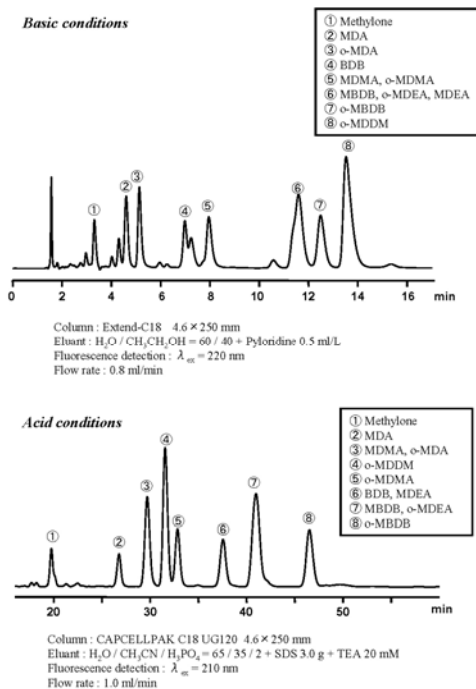 Basic conditions
① Methylone
② MDA
③ o-MDA
④ BDB
⑤ MDMA, o-MDMA
⑥ MBDB, o-MDEA, MDEA
⑦ o-MBDB
⑧ o-MDDM
① ② ③ ④ ⑤ ⑥ ⑦ ⑧
0 2 4 6 8 10 12 14 16 min
Column : Extend-C18 4.6×250 mm
Eluant : H₂O / CH₃CH₂OH = 60 / 40 + Pyloridine 0.5 ml/L
Fluorescence detection : λ ex = 220 nm
Flow rate : 0.8 ml/min
Acid conditions
① Methylone
② MDA
③ MDMA, o-MDA
④ o-MDDM
⑤ o-MDMA
⑥ BDB, MDEA
⑦ MBDB, o-MDEA
⑧ o-MBDB
① ② ③ ④ ⑤ ⑥ ⑦ ⑧
20 30 40 50 min
Column : CAPCELLPAK C18 UG120 4.6×250 mm
Eluant : H₂O / CH₃CN / H₃PO₄ = 65 / 35 / 2 + SDS 3.0 g + TEA 20 mM
Fluorescence detection : λ ex = 210 nm
Flow rate : 1.0 ml/min